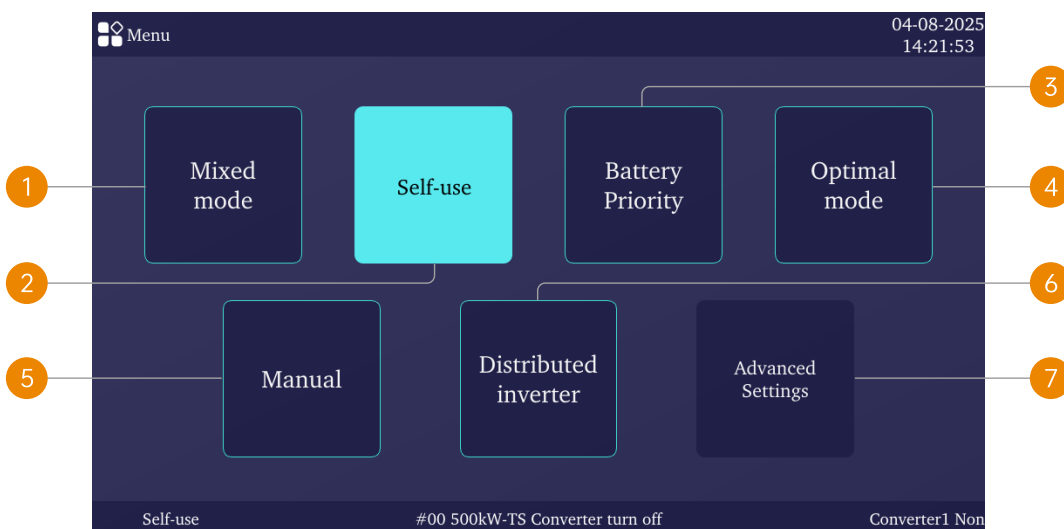 Menu
04-08-2025
14:21:53
3
Mixed
mode
Self-use
Battery
Priority
Optimal
mode
1
4
2
6
Manual
Distributed
inverter
Advanced
Settings
5
7
Self-use
#00 500kW-TS Converter turn off
Converter1 Non